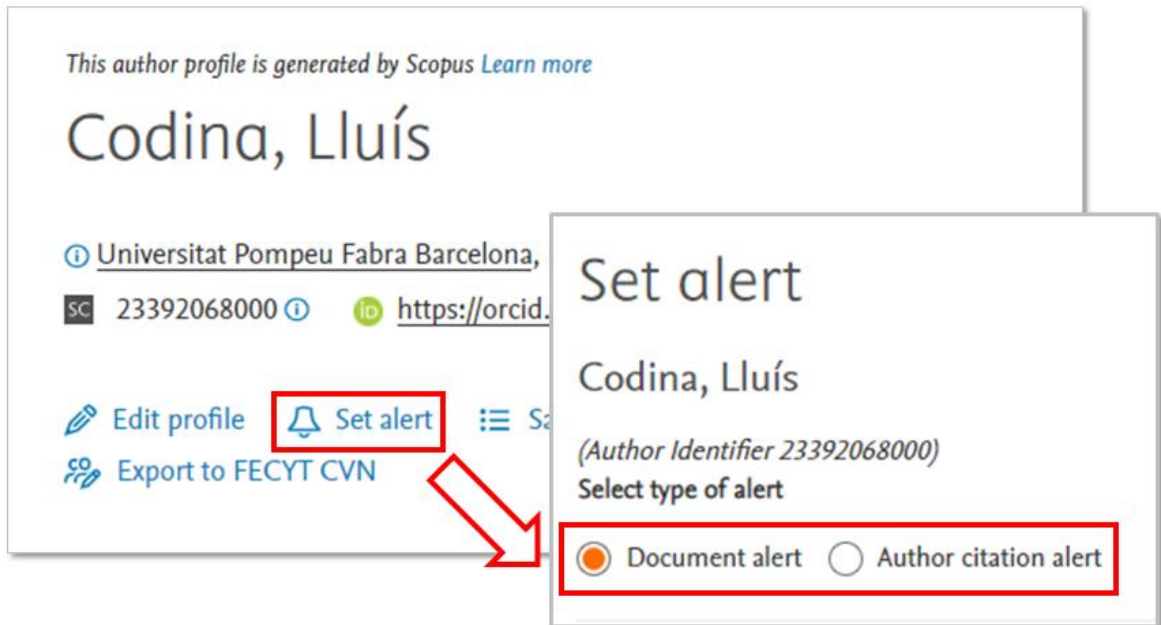 This author profile is generated by Scopus Learn more
Codina, Lluís
Universitat Pompeu Fabra Barcelona,
SC 23392068000
iD https://orcid.
Edit profile Set alert
Export to FECYT CVN
Set alert
Codina, Lluís
(Author Identifier 23392068000)
Select type of alert
Document alert Author citation alert